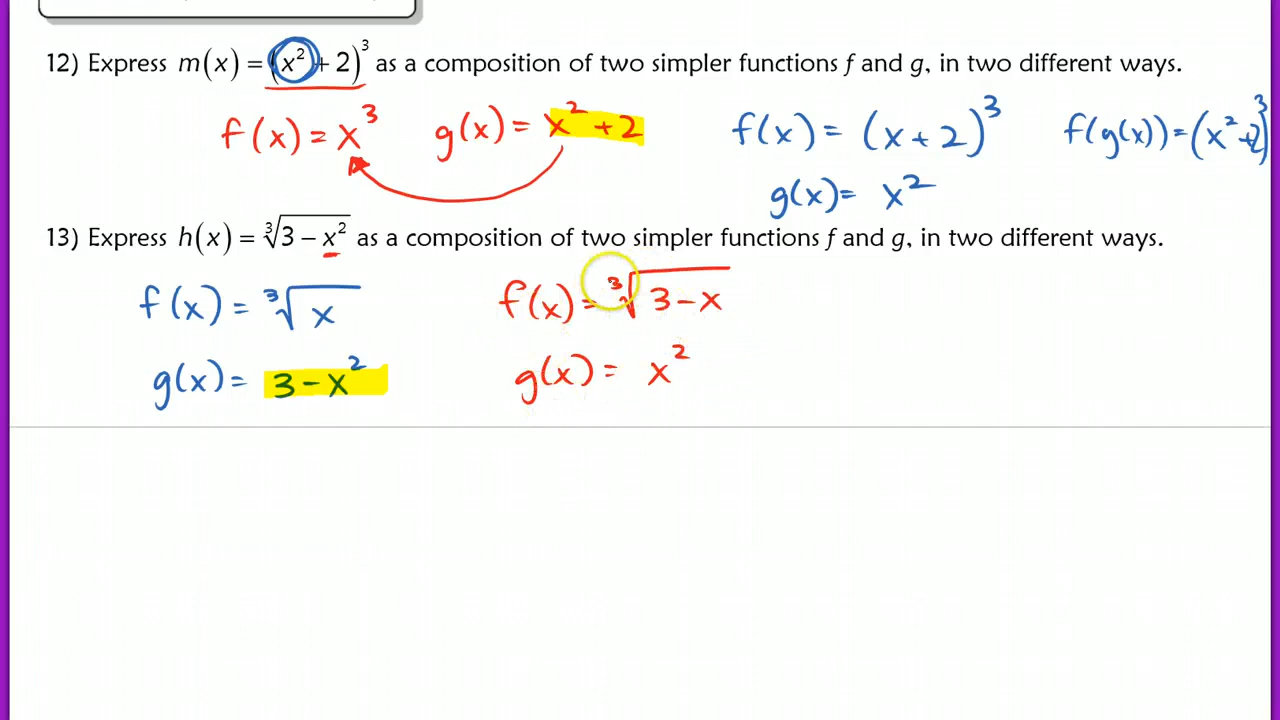 12) Express m(x) = (x² + 2)³ as a composition of two simpler functions f and g, in two different ways.
f(x) = x³ g(x) = x² + 2 f(x) = (x + 2)³ f(g(x)) = (x² + 2)³
g(x) = x²
13) Express h(x) = ∛(3 − x²) as a composition of two simpler functions f and g, in two different ways.
f(x) = ∛x f(x) = ∛(3 − x)
g(x) = 3 − x² g(x) = x²